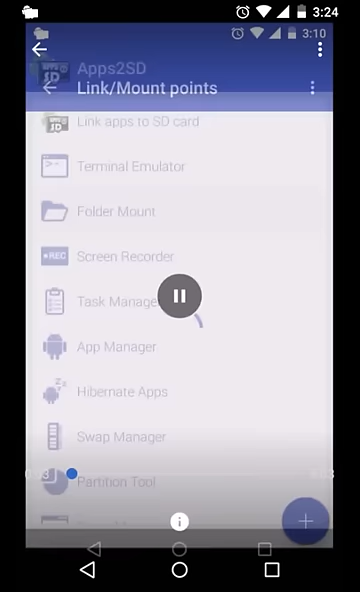 3:24
3:10
Apps2SD
Link/Mount points
Link apps to SD card
Terminal Emulator
Folder Mount
REC
Screen Recorder
Task Manager
App Manager
Hibernate Apps
Swap Manager
Partition Tool